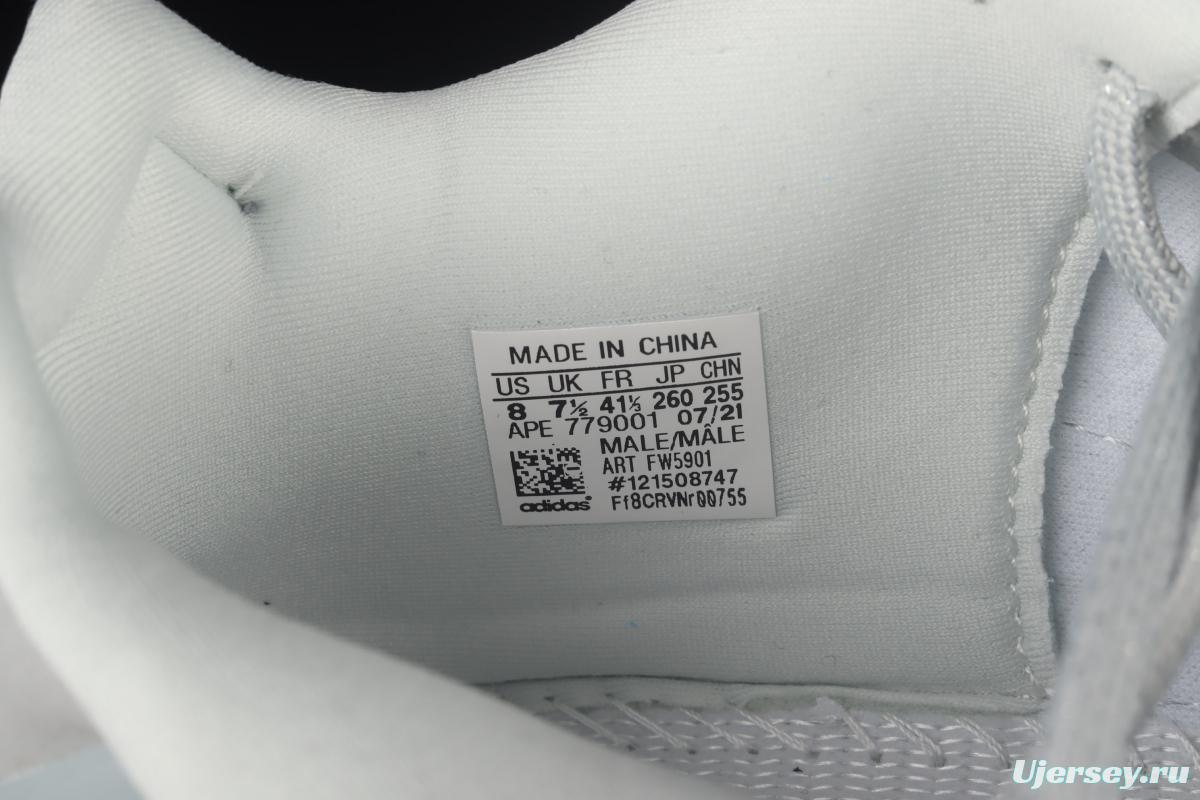 MADE IN CHINA
US UK FR JP CHN
8 7½ 41⅓ 260 255
APE 779001 07/21
MALE/MÂLE
ART FW5901
#121508747
Ff8CRVNr00755
adidas
Ujersey.ru